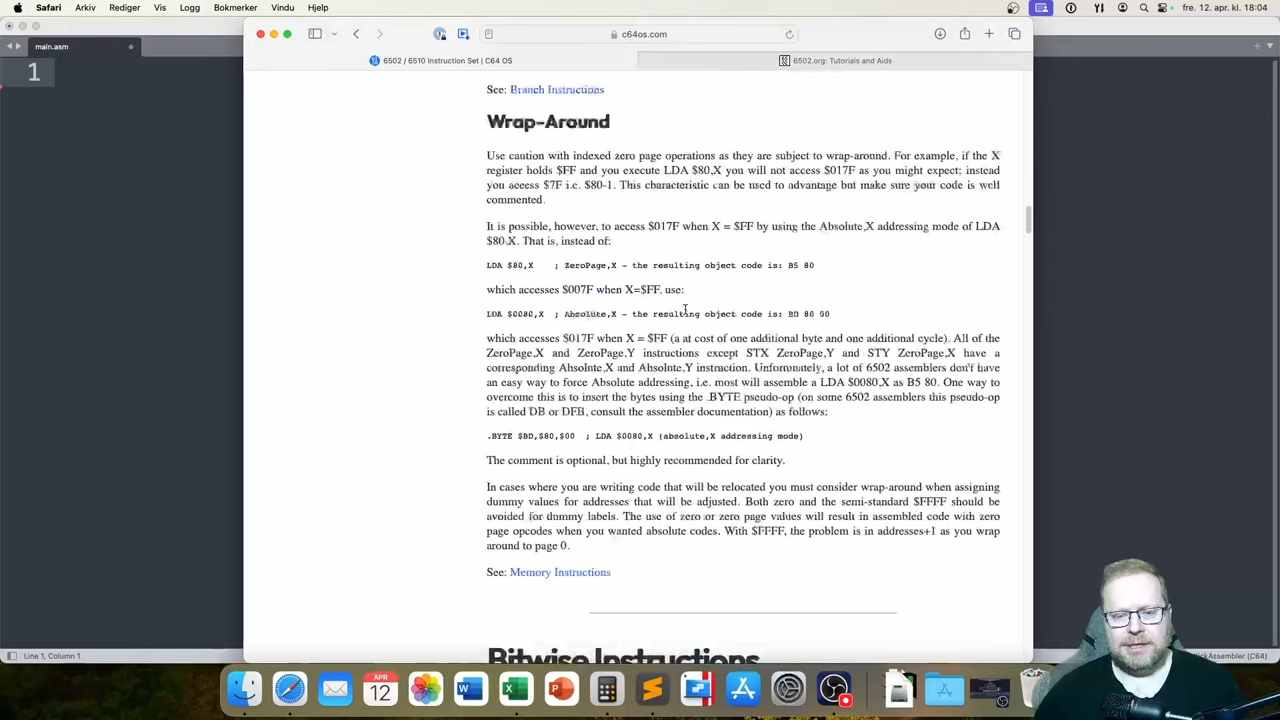 Safari Arkiv Rediger Vis Logg Bokmerker Vindu Hjelp fre. 12. apr. kl. 18:04
main.asm
c64os.com
6502 / 6510 Instruction Set | C64 OS 6502.org: Tutorials and Aids
1
See: Branch Instructions
Wrap-Around
Use caution with indexed zero page operations as they are subject to wrap-around. For example, if the X
register holds $FF and you execute LDA $80,X you will not access $017F as you might expect; instead
you access $7F i.e. $80-1. This characteristic can be used to advantage but make sure your code is well
commented.
It is possible, however, to access $017F when X = $FF by using the Absolute,X addressing mode of LDA
$80,X. That is, instead of:
LDA $80,X ; ZeroPage,X - the resulting object code is: B5 80
which accesses $007F when X=$FF, use:
LDA $0080,X ; Absolute,X - the resulting object code is: BD 80 00
which accesses $017F when X = $FF (a at cost of one additional byte and one additional cycle). All of the
ZeroPage,X and ZeroPage,Y instructions except STX ZeroPage,Y and STY ZeroPage,X have a
corresponding Absolute,X and Absolute,Y instruction. Unfortunately, a lot of 6502 assemblers don't have
an easy way to force Absolute addressing, i.e. most will assemble a LDA $0080,X as B5 80. One way to
overcome this is to insert the bytes using the .BYTE pseudo-op (on some 6502 assemblers this pseudo-op
is called DB or DFB, consult the assembler documentation) as follows:
.BYTE $BD,$80,$00 ; LDA $0080,X (absolute,X addressing mode)
The comment is optional, but highly recommended for clarity.
In cases where you are writing code that will be relocated you must consider wrap-around when assigning
dummy values for addresses that will be adjusted. Both zero and the semi-standard $FFFF should be
avoided for dummy labels. The use of zero or zero page values will result in assembled code with zero
page opcodes when you wanted absolute codes. With $FFFF, the problem is in addresses+1 as you wrap
around to page 0.
See: Memory Instructions
Bitwise Instructions
Line 1, Column 1
ckAssembler (C64)
APR
12